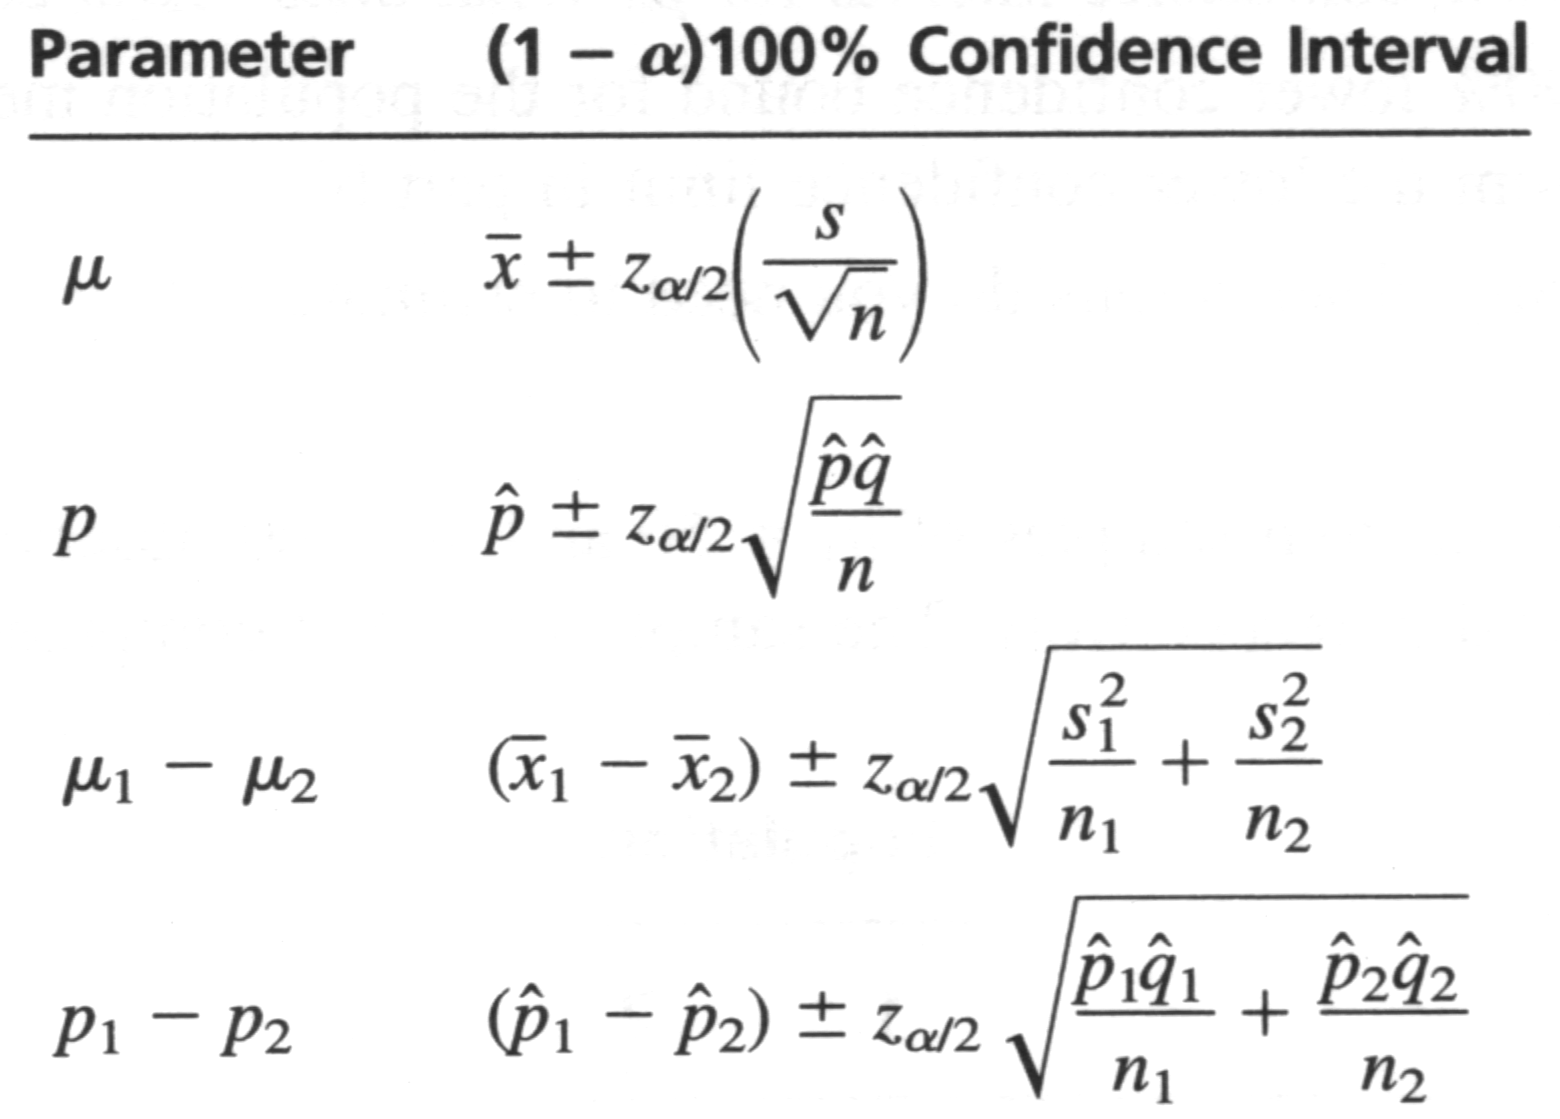 Parameter (1 − α)100% Confidence Interval
μ x̄ ± z_{α/2}(s/√n)
p p̂ ± z_{α/2}√(p̂q̂/n)
μ₁ − μ₂ (x̄₁ − x̄₂) ± z_{α/2}√(s₁²/n₁ + s₂²/n₂)
p₁ − p₂ (p̂₁ − p̂₂) ± z_{α/2}√(p̂₁q̂₁/n₁ + p̂₂q̂₂/n₂)